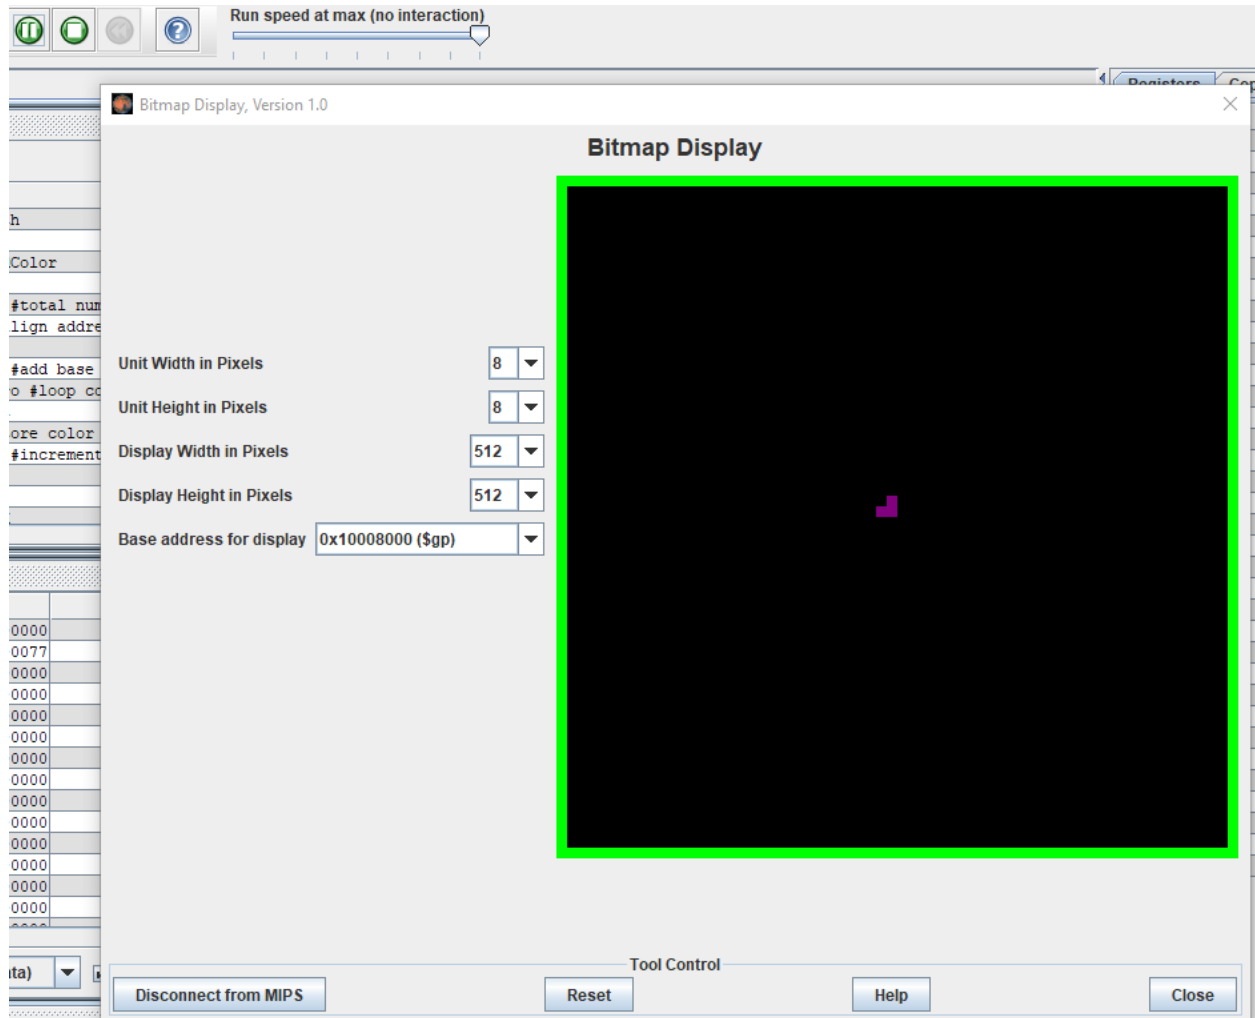 Run speed at max (no interaction)
Registers
Bitmap Display, Version 1.0
Bitmap Display
h
Color
#total num
lign addre
#add base
o #loop co
ore color
#increment
Unit Width in Pixels 8
Unit Height in Pixels 8
Display Width in Pixels 512
Display Height in Pixels 512
Base address for display 0x10008000 ($gp)
0000
0077
0000
0000
0000
0000
0000
0000
0000
0000
0000
0000
0000
0000
Tool Control
Disconnect from MIPS Reset Help Close